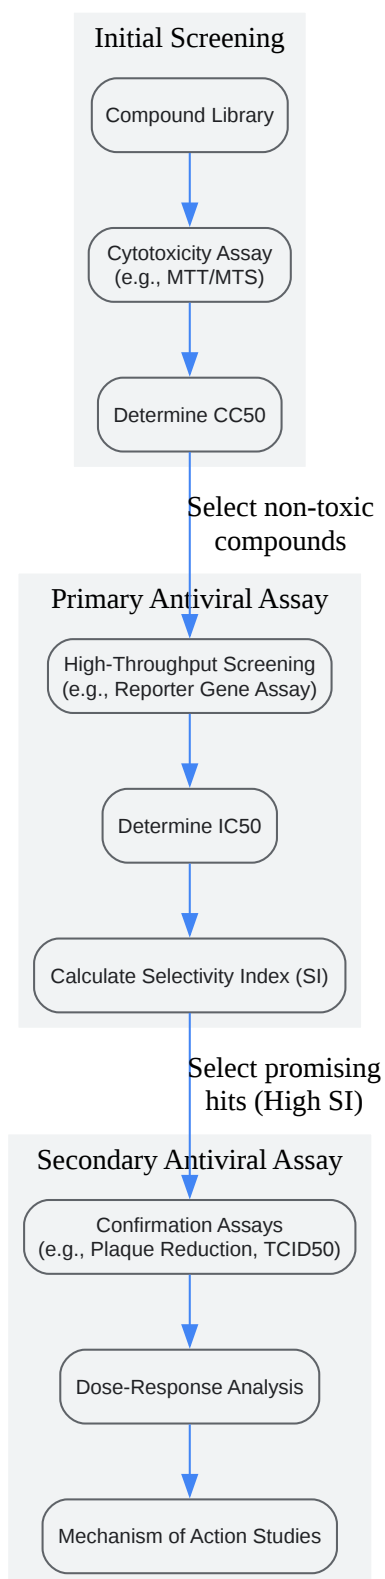 Initial Screening
Compound Library
Cytotoxicity Assay
(e.g., MTT/MTS)
Determine CC50
Select non-toxic
compounds
Primary Antiviral Assay
High-Throughput Screening
(e.g., Reporter Gene Assay)
Determine IC50
Calculate Selectivity Index (SI)
Select promising
hits (High SI)
Secondary Antiviral Assay
Confirmation Assays
(e.g., Plaque Reduction, TCID50)
Dose-Response Analysis
Mechanism of Action Studies